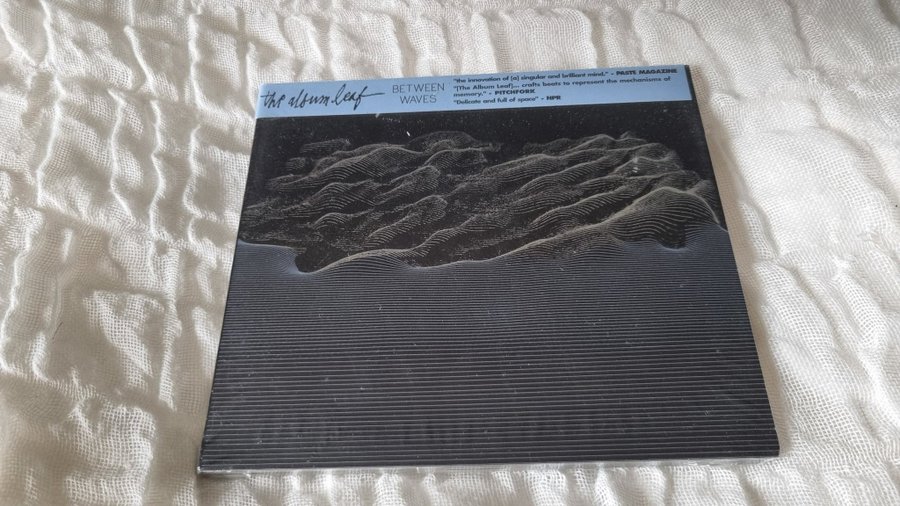 the album leaf
BETWEEN
WAVES
"the innovation of [a] singular and brilliant mind," - PASTE MAGAZINE
"[The Album Leaf]... crafts beats to represent the mechanisms of
memory," - PITCHFORK
"Delicate and full of space" - NPR